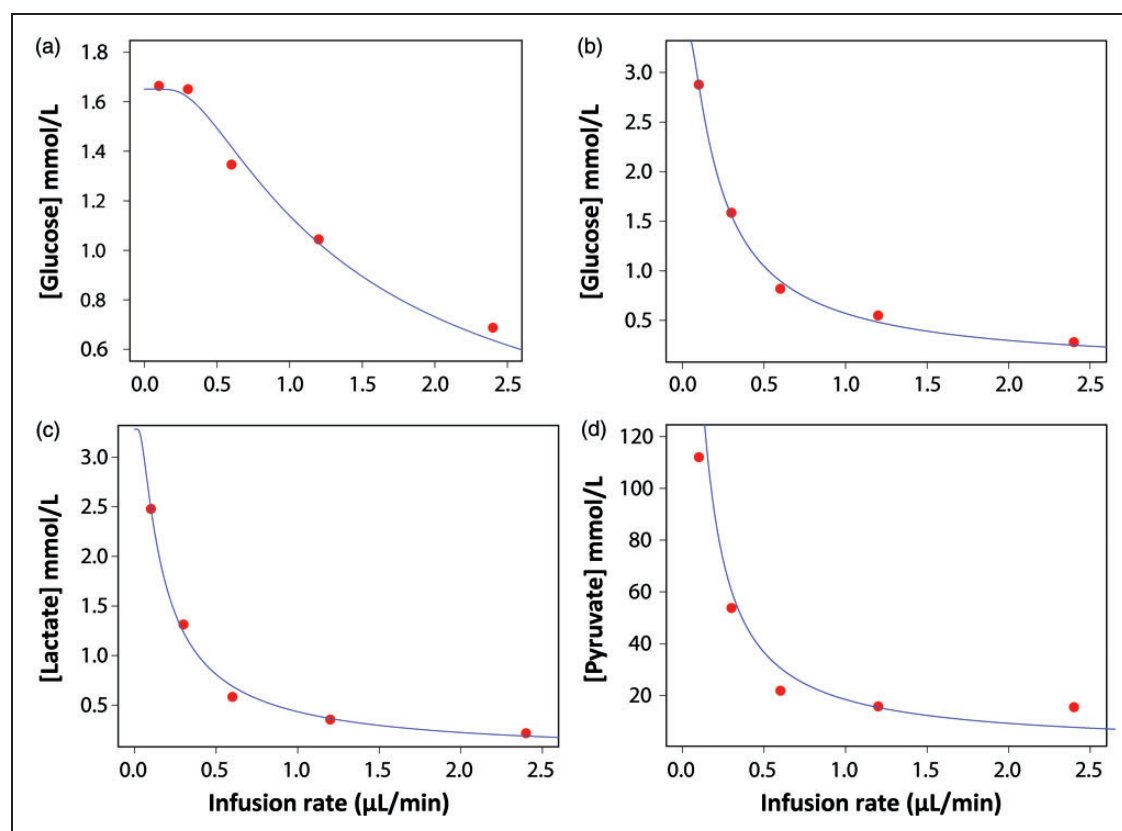 (a)
[Glucose] mmol/L
1.8
1.6
1.4
1.2
1.0
0.8
0.6
0.0 0.5 1.0 1.5 2.0 2.5
(b)
[Glucose] mmol/L
3.0
2.5
2.0
1.5
1.0
0.5
0.0 0.5 1.0 1.5 2.0 2.5
(c)
[Lactate] mmol/L
3.0
2.5
2.0
1.5
1.0
0.5
0.0 0.5 1.0 1.5 2.0 2.5
Infusion rate (µL/min)
(d)
[Pyruvate] mmol/L
120
100
80
60
40
20
0.0 0.5 1.0 1.5 2.0 2.5
Infusion rate (µL/min)